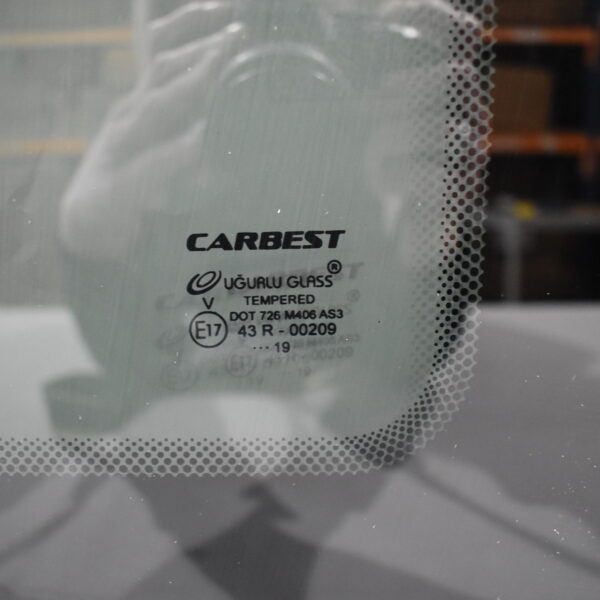 CARBEST
UĞURLU GLASS®
V TEMPERED
DOT 726 M406 AS3
E17 43 R - 00209
··· 19